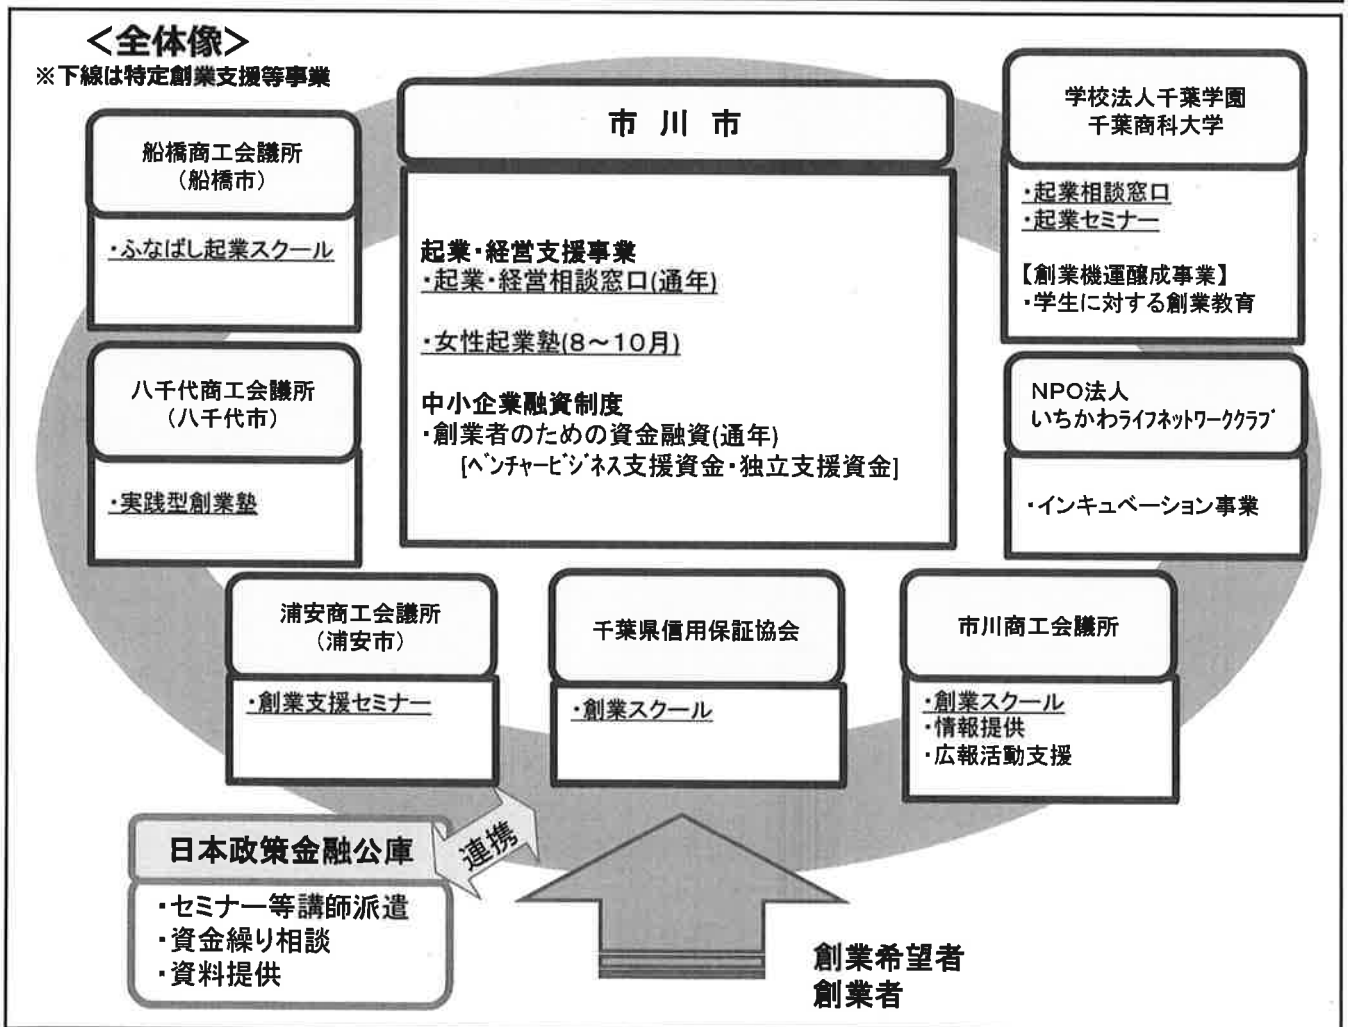 ＜全体像＞
※下線は特定創業支援等事業
市川市
起業・経営支援事業
・起業・経営相談窓口(通年)
・女性起業塾(8～10月)
中小企業融資制度
・創業者のための資金融資(通年)
[ﾍﾞﾝﾁｬｰﾋﾞｼﾞﾈｽ支援資金・独立支援資金]
船橋商工会議所
（船橋市）
・ふなばし起業スクール
八千代商工会議所
（八千代市）
・実践型創業塾
浦安商工会議所
（浦安市）
・創業支援セミナー
千葉県信用保証協会
・創業スクール
市川商工会議所
・創業スクール
・情報提供
・広報活動支援
学校法人千葉学園
千葉商科大学
・起業相談窓口
・起業セミナー
【創業機運醸成事業】
・学生に対する創業教育
NPO法人
いちかわﾗｲﾌﾈｯﾄﾜｰｸｸﾗﾌﾞ
・インキュベーション事業
日本政策金融公庫
・セミナー等講師派遣
・資金繰り相談
・資料提供
連携
創業希望者
創業者